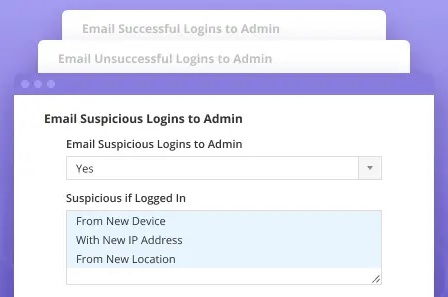 Email Successful Logins to Admin
Email Unsuccessful Logins to Admin
Email Suspicious Logins to Admin
Email Suspicious Logins to Admin
Yes
Suspicious if Logged In
From New Device
With New IP Address
From New Location